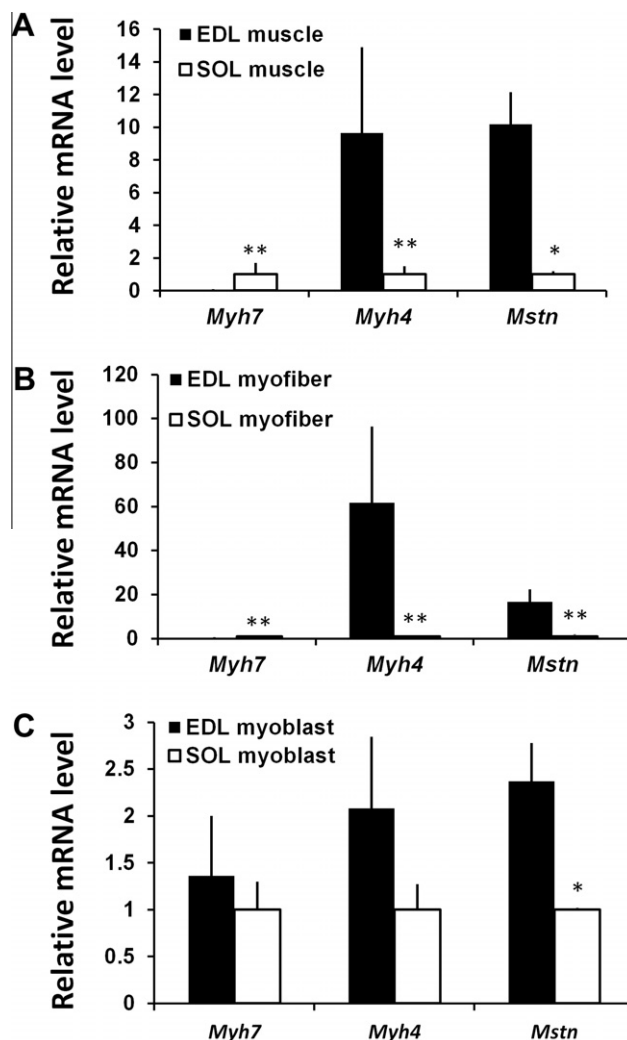 A
EDL muscle
SOL muscle
Relative mRNA level
16
14
12
10
8
6
4
2
0
**
**
*
Myh7 Myh4 Mstn
B
EDL myofiber
SOL myofiber
Relative mRNA level
120
100
80
60
40
20
0
**
**
**
Myh7 Myh4 Mstn
C
EDL myoblast
SOL myoblast
Relative mRNA level
3
2.5
2
1.5
1
0.5
0
*
Myh7 Myh4 Mstn